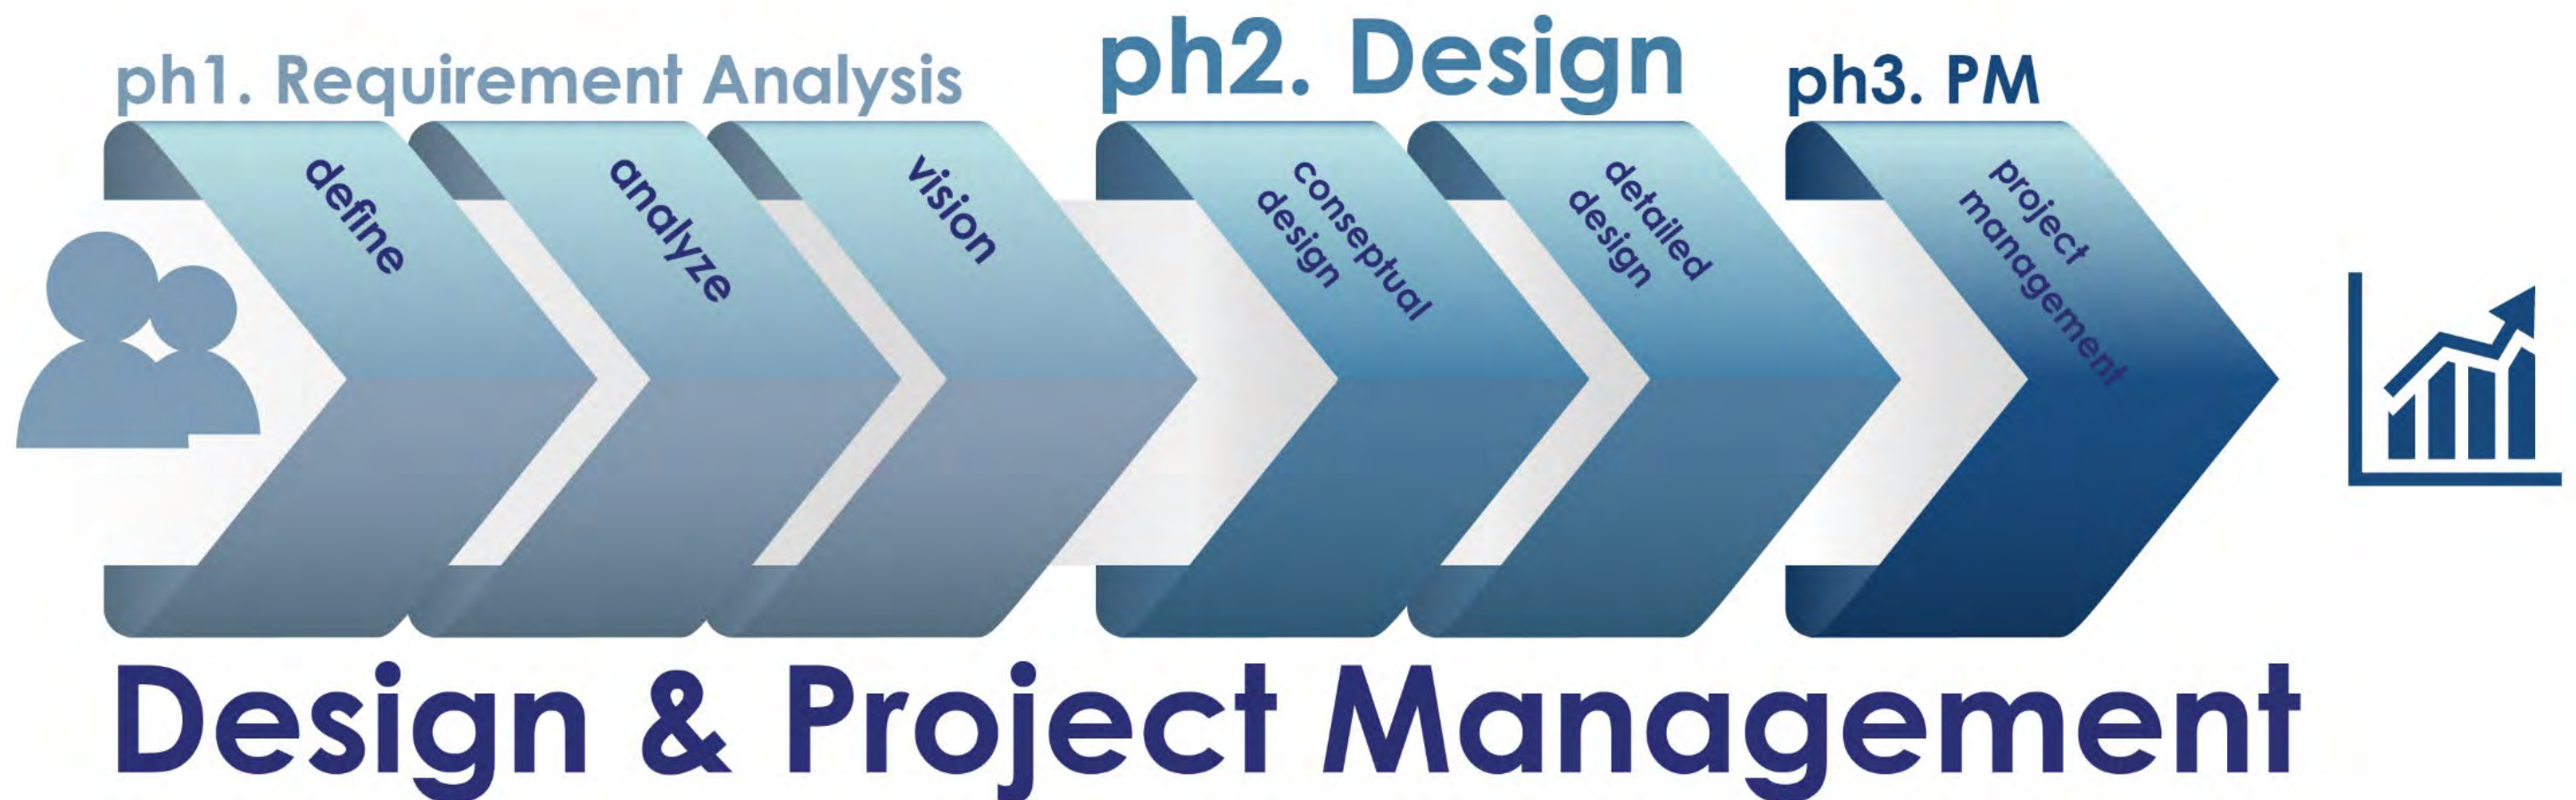 ph1. Requirement Analysis
ph2. Design
ph3. PM
define
analyze
vision
conseptual
design
detailed
design
project
management
Design & Project Management